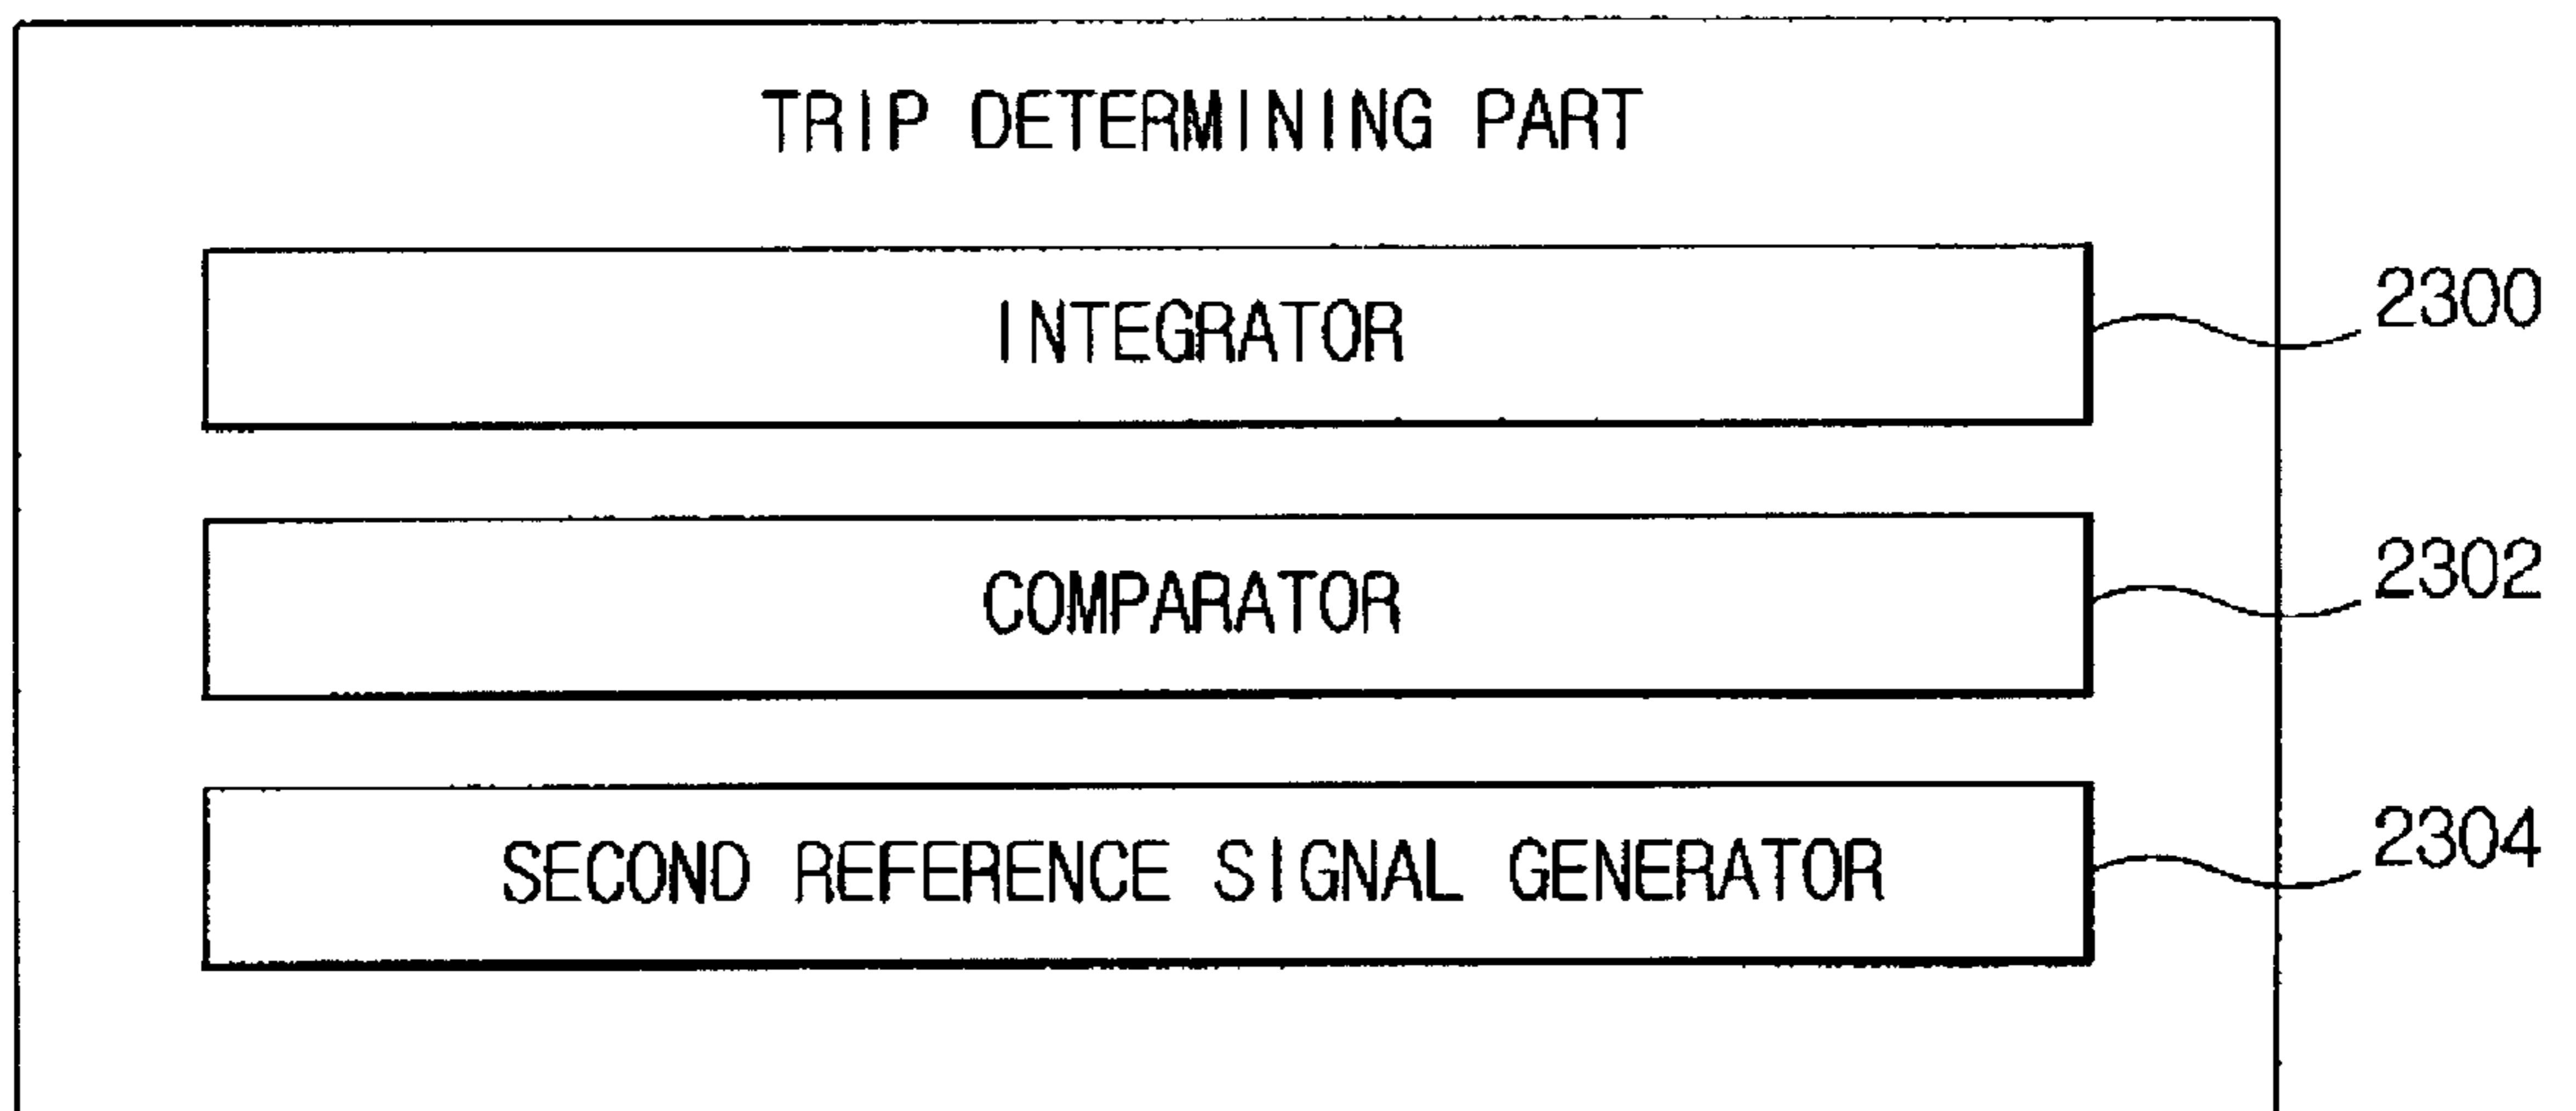 TRIP DETERMINING PART
INTEGRATOR
2300
COMPARATOR
2302
SECOND REFERENCE SIGNAL GENERATOR
2304